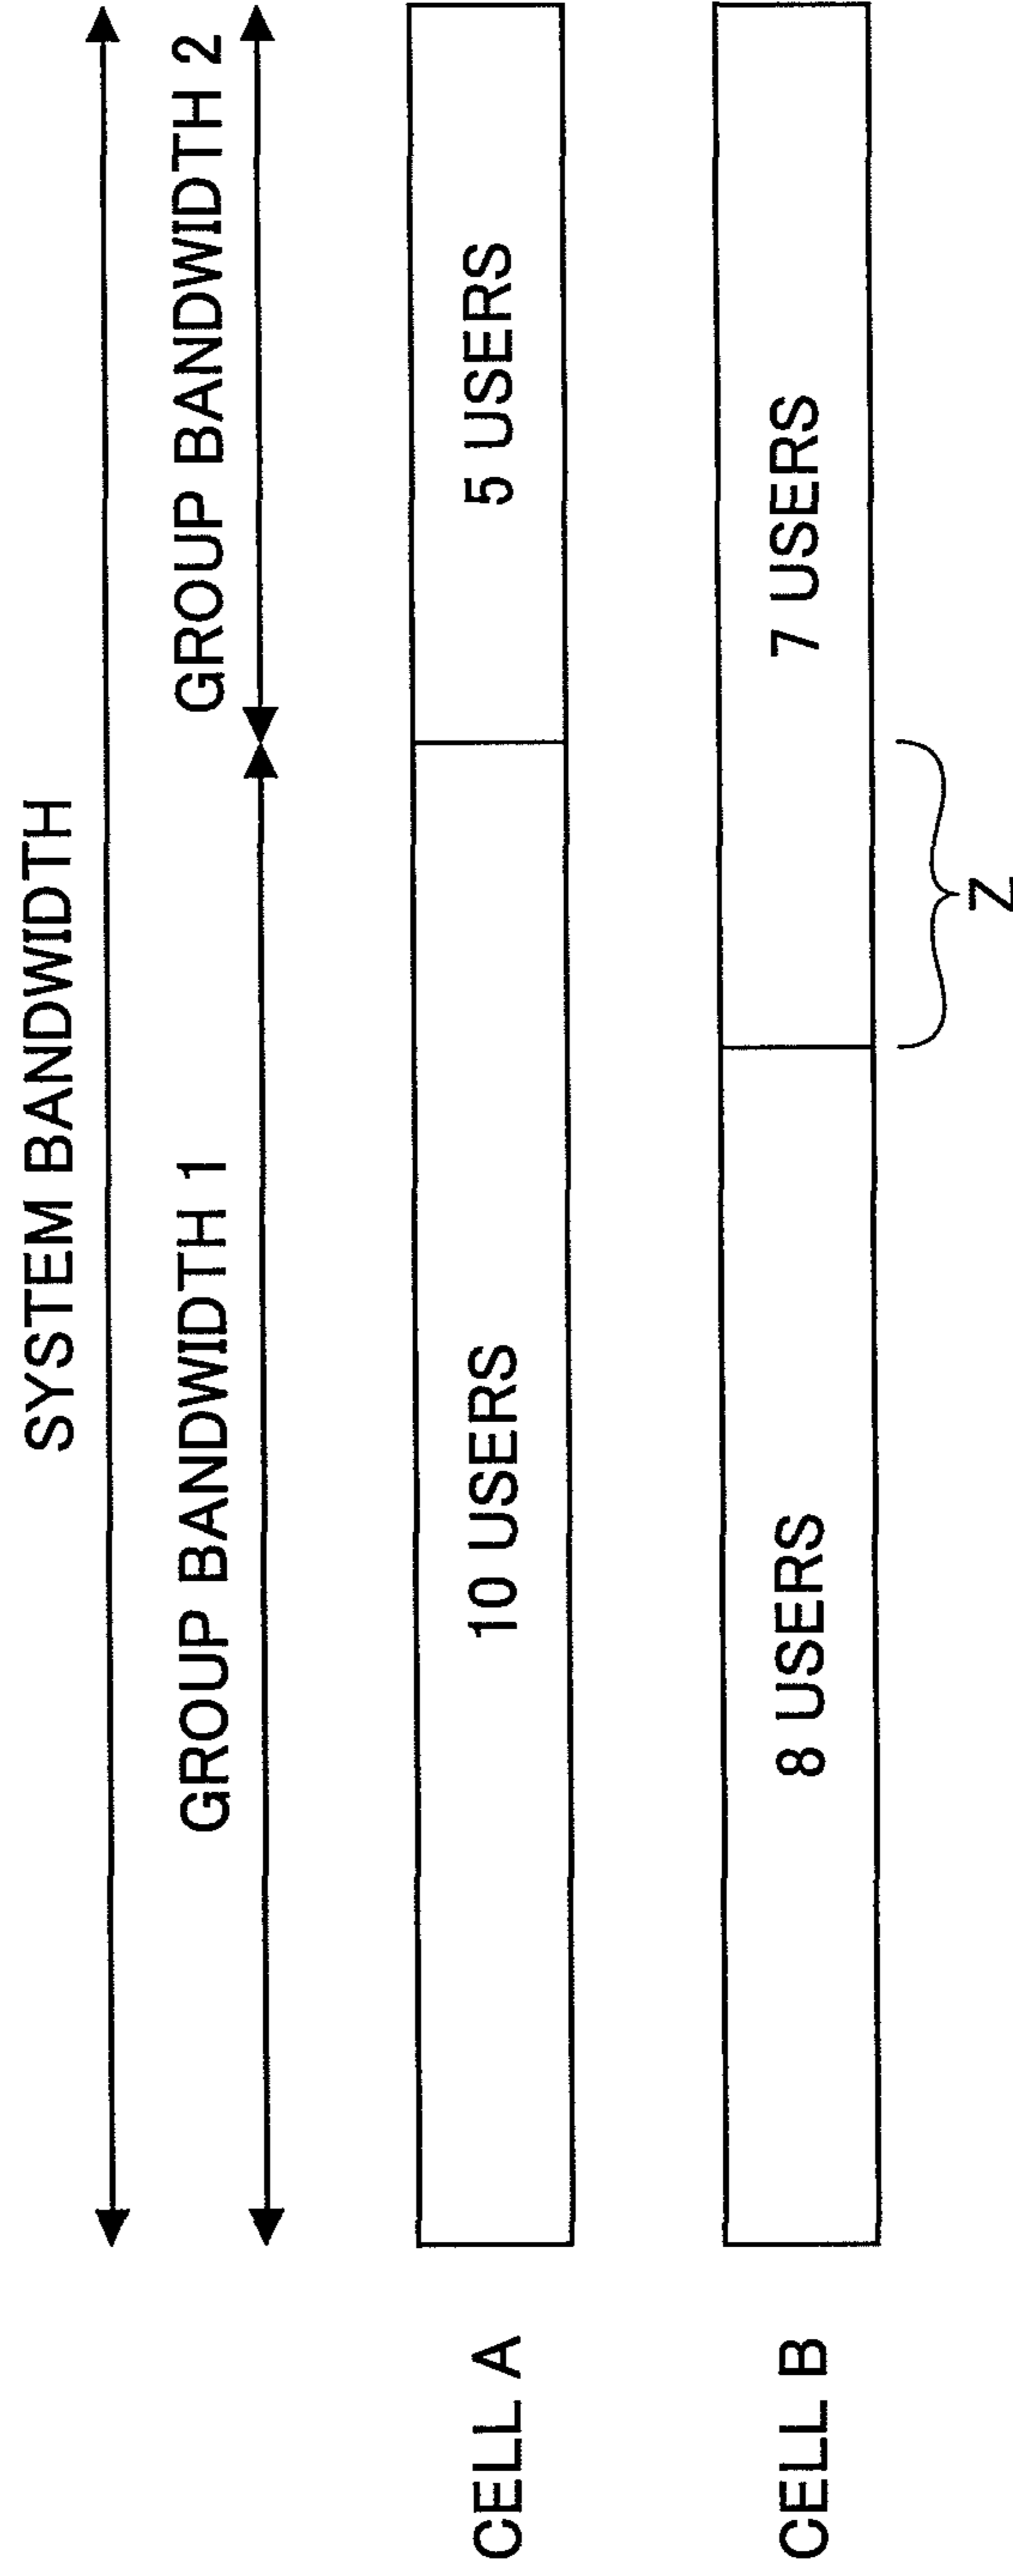 SYSTEM BANDWIDTH
GROUP BANDWIDTH 1
GROUP BANDWIDTH 2
CELL A
10 USERS
5 USERS
CELL B
8 USERS
7 USERS
Z